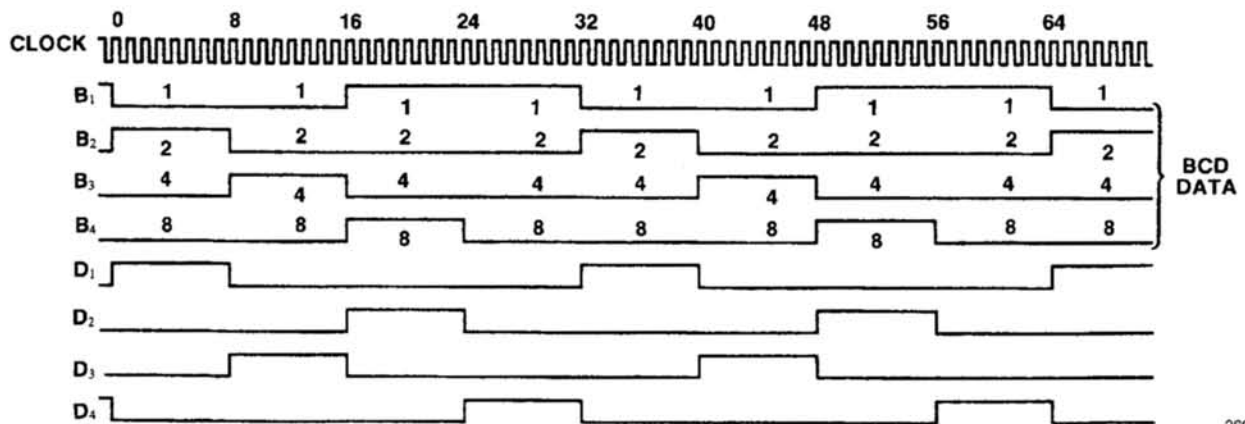 0 8 16 24 32 40 48 56 64
CLOCK
B₁ 1 1 1 1 1 1 1 1 1
B₂ 2 2 2 2 2 2 2 2 2
B₃ 4 4 4 4 4 4 4 4 4
B₄ 8 8 8 8 8 8 8 8 8
BCD
DATA
D₁
D₂
D₃
D₄